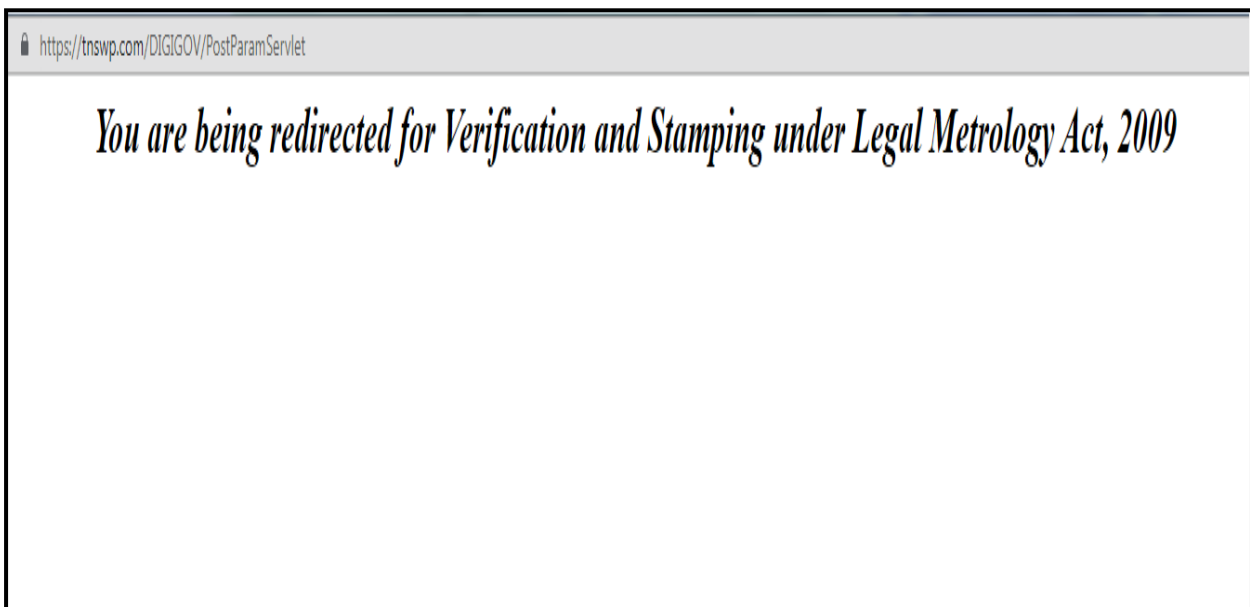 https://tnswp.com/DIGIGOV/PostParamServlet
You are being redirected for Verification and Stamping under Legal Metrology Act, 2009